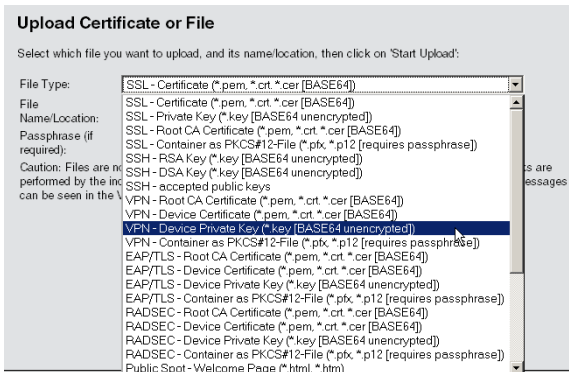 Upload Certificate or File
Select which file you want to upload, and its name/location, then click on 'Start Upload':
File Type:
SSL - Certificate (*.pem, *.crt. *.cer [BASE64])
File
Name/Location:
Passphrase (if
required):
Caution: Files are no
performed by the inc
can be seen in the V
ks are
essages
SSL - Certificate (*.pem, *.crt. *.cer [BASE64])
SSL - Private Key (*.key [BASE64 unencrypted])
SSL - Root CA Certificate (*.pem, *.crt. *.cer [BASE64])
SSL - Container as PKCS#12-File (*.pfx, *.p12 [requires passphrase])
SSH - RSA Key (*.key [BASE64 unencrypted])
SSH - DSA Key (*.key [BASE64 unencrypted])
SSH - accepted public keys
VPN - Root CA Certificate (*.pem, *.crt. *.cer [BASE64])
VPN - Device Certificate (*.pem, *.crt. *.cer [BASE64])
VPN - Device Private Key (*.key [BASE64 unencrypted])
VPN - Container as PKCS#12-File (*.pfx, *.p12 [requires passphrase])
EAP/TLS - Root CA Certificate (*.pem, *.crt. *.cer [BASE64])
EAP/TLS - Device Certificate (*.pem, *.crt. *.cer [BASE64])
EAP/TLS - Device Private Key (*.key [BASE64 unencrypted])
EAP/TLS - Container as PKCS#12-File (*.pfx, *.p12 [requires passphrase])
RADSEC - Root CA Certificate (*.pem, *.crt. *.cer [BASE64])
RADSEC - Device Certificate (*.pem, *.crt. *.cer [BASE64])
RADSEC - Device Private Key (*.key [BASE64 unencrypted])
RADSEC - Container as PKCS#12-File (*.pfx, *.p12 [requires passphrase])
Public Spot - Welcome Page (*.html, *.htm)